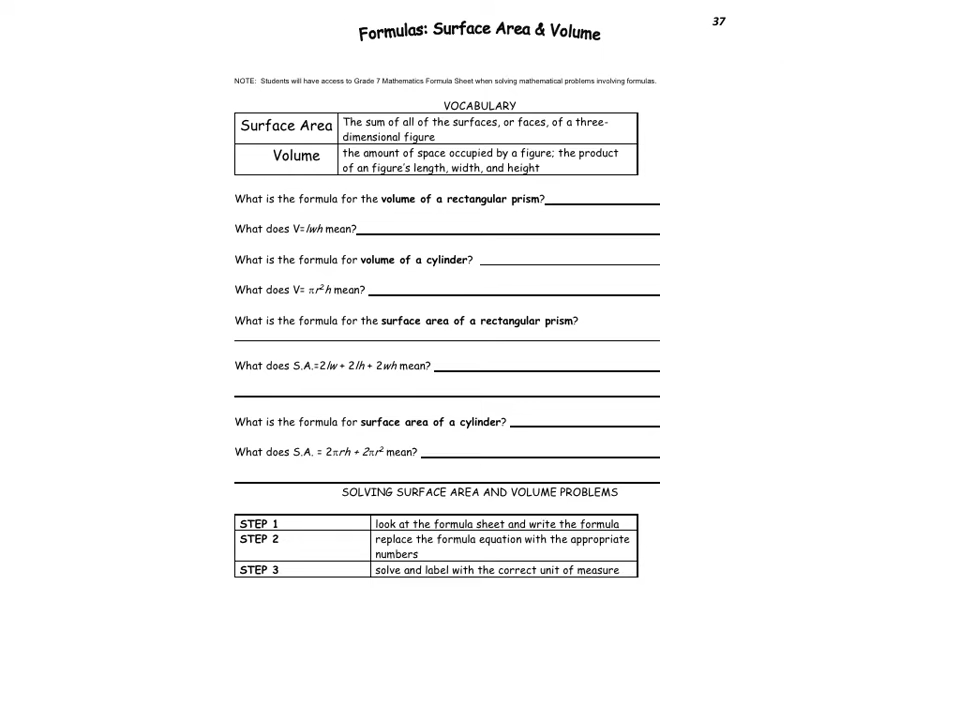 37
Formulas: Surface Area & Volume
NOTE: Students will have access to Grade 7 Mathematics Formula Sheet when solving mathematical problems involving formulas.
VOCABULARY
Surface Area
The sum of all of the surfaces, or faces, of a three-
dimensional figure
Volume
the amount of space occupied by a figure; the product
of an figure's length, width, and height
What is the formula for the volume of a rectangular prism?
What does V=lwh mean?
What is the formula for volume of a cylinder?
What does V= πr²h mean?
What is the formula for the surface area of a rectangular prism?
What does S.A.=2lw + 2lh + 2wh mean?
What is the formula for surface area of a cylinder?
What does S.A. = 2πrh + 2πr² mean?
SOLVING SURFACE AREA AND VOLUME PROBLEMS
STEP 1
look at the formula sheet and write the formula
STEP 2
replace the formula equation with the appropriate
numbers
STEP 3
solve and label with the correct unit of measure